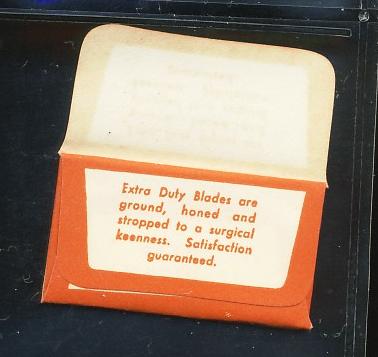 Extra Duty Blades are
ground, honed and
stropped to a surgical
keenness. Satisfaction
guaranteed.